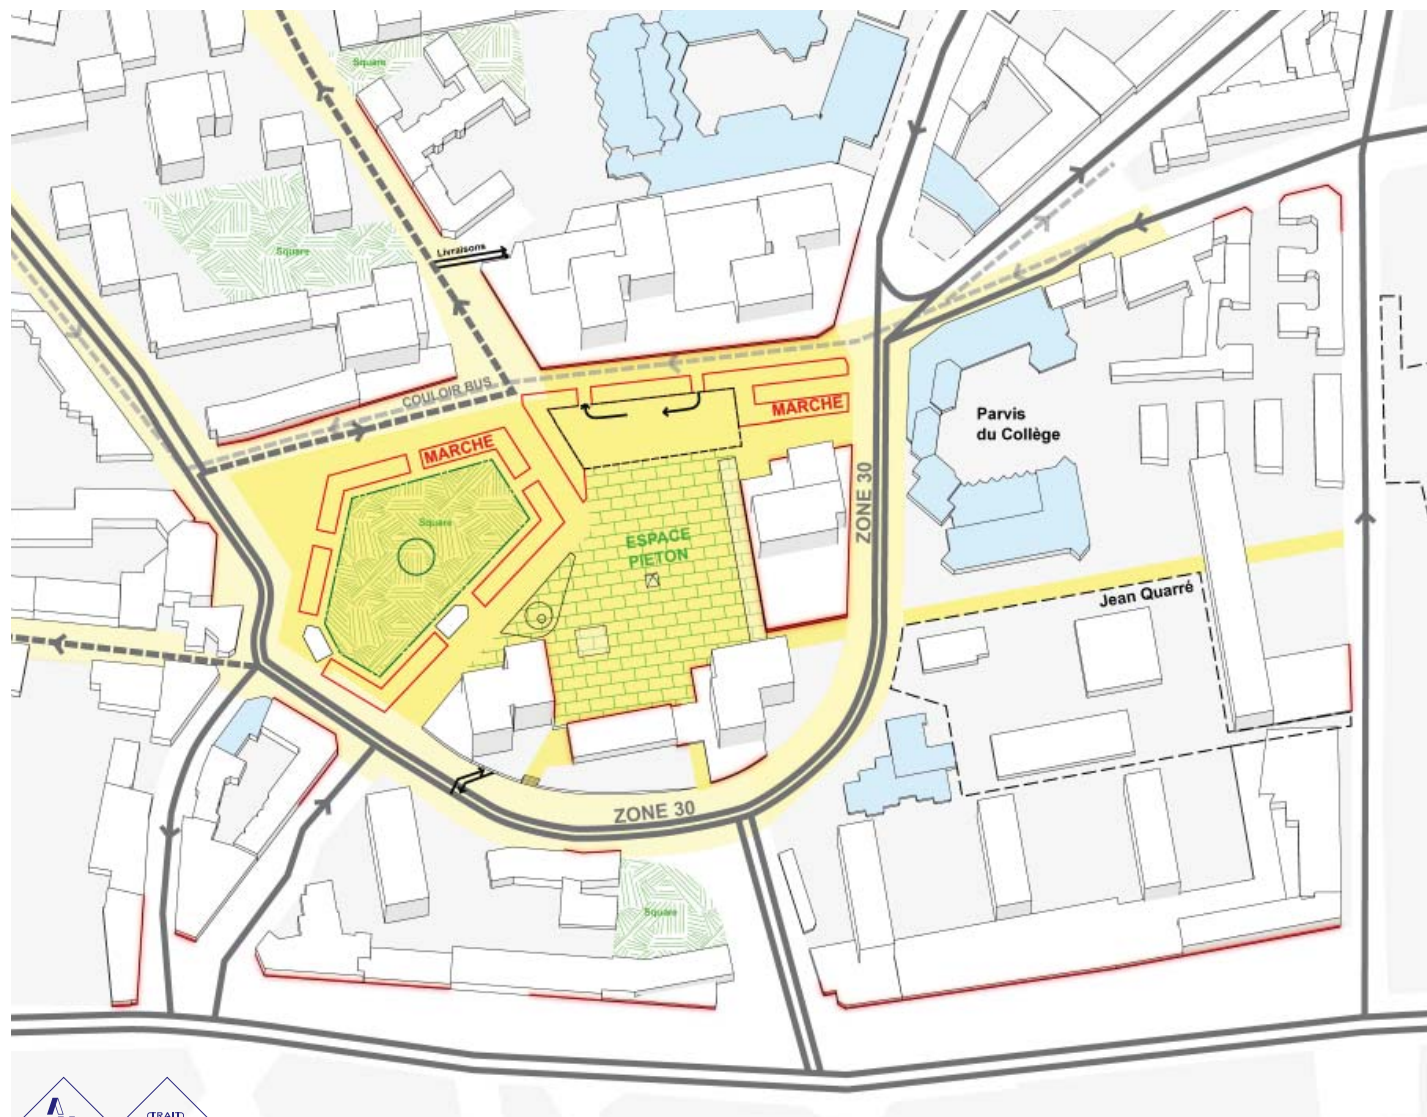 Square
Square
Livraisons
COULOIR BUS
MARCHE
MARCHE
Parvis
du Collège
Square
ESPACE
PIETON
ZONE 30
Jean Quarré
ZONE 30
Square
TRAIT